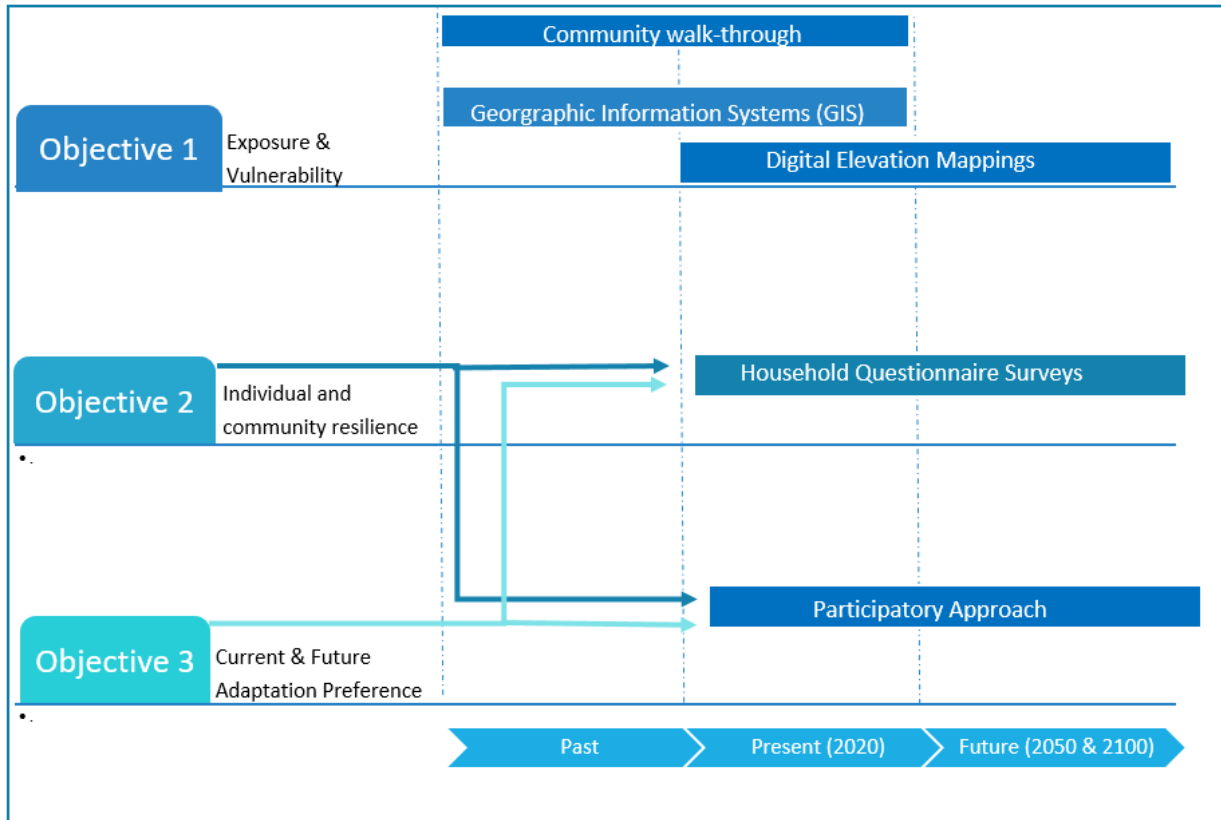 Community walk-through
Georgraphic Information Systems (GIS)
Objective 1
Exposure &
Vulnerability
Digital Elevation Mappings
Objective 2
Individual and
community resilience
Household Questionnaire Surveys
• .
Participatory Approach
Objective 3
Current & Future
Adaptation Preference
• .
Past
Present (2020)
Future (2050 & 2100)